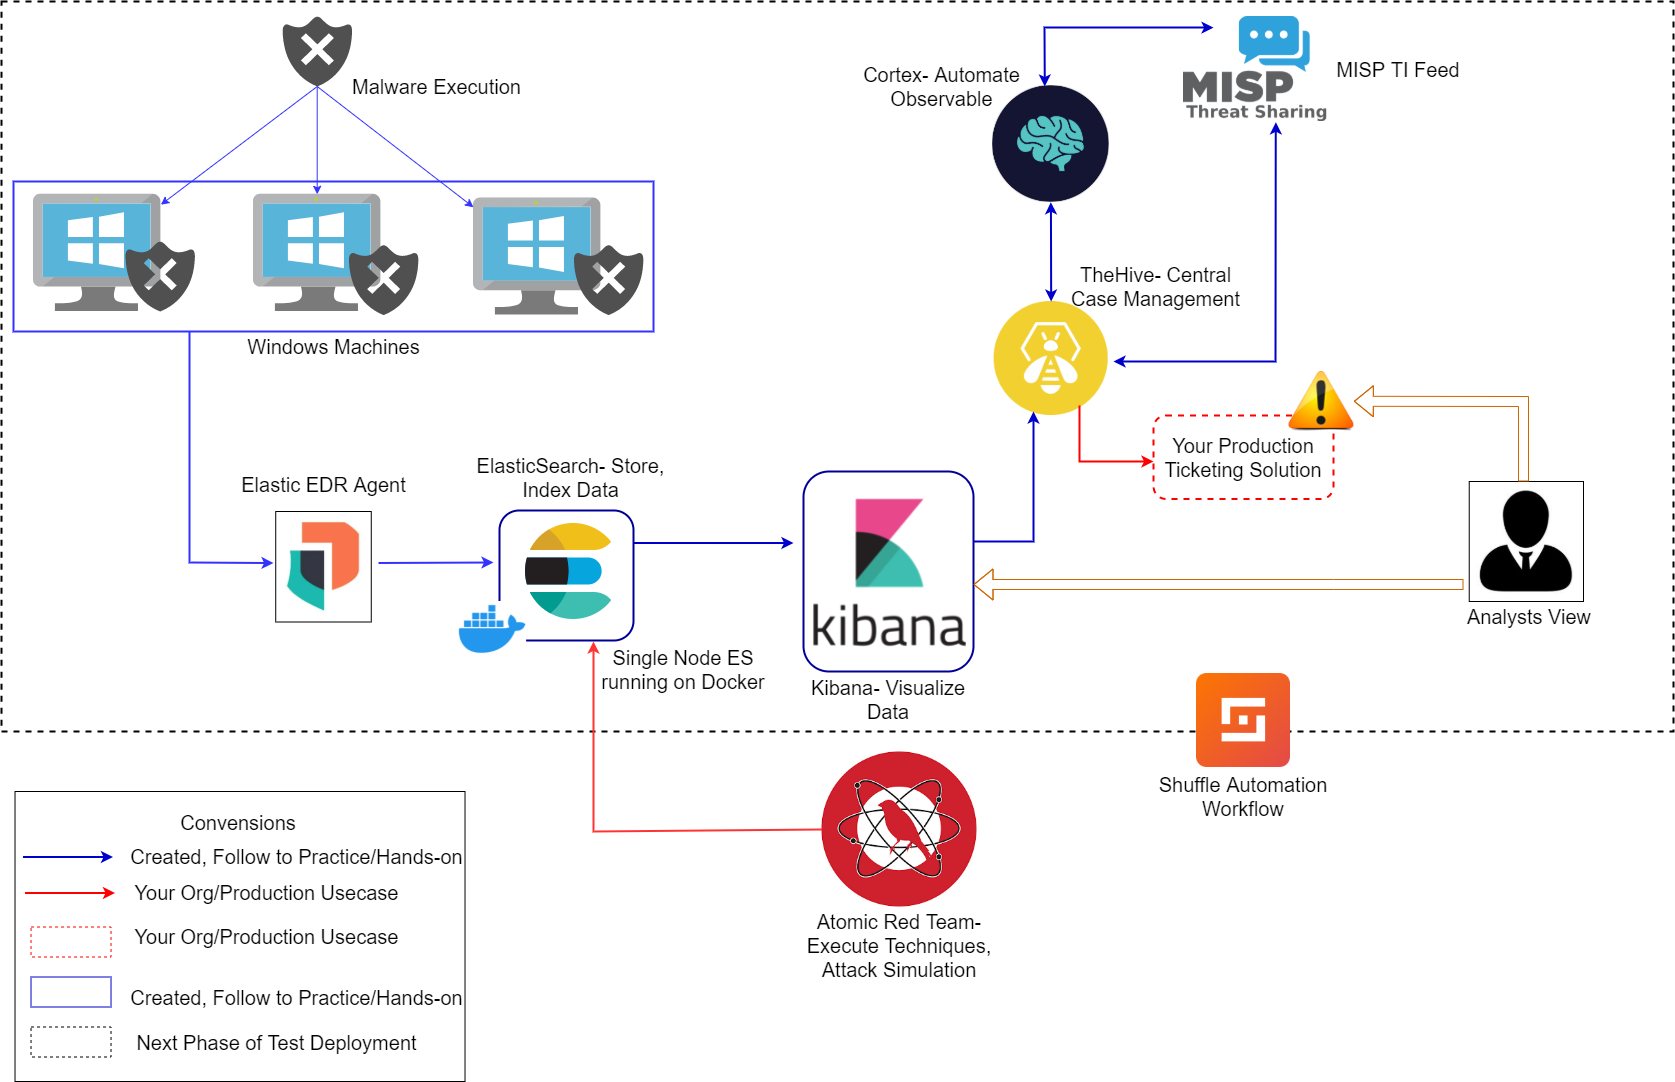 Malware Execution
Windows Machines
Cortex- Automate
Observable
MISP
Threat Sharing
MISP TI Feed
TheHive- Central
Case Management
Your Production
Ticketing Solution
Elastic EDR Agent
ElasticSearch- Store,
Index Data
Single Node ES
running on Docker
kibana
Kibana- Visualize
Data
Analysts View
Shuffle Automation
Workflow
Atomic Red Team-
Execute Techniques,
Attack Simulation
Convensions
Created, Follow to Practice/Hands-on
Your Org/Production Usecase
Your Org/Production Usecase
Created, Follow to Practice/Hands-on
Next Phase of Test Deployment